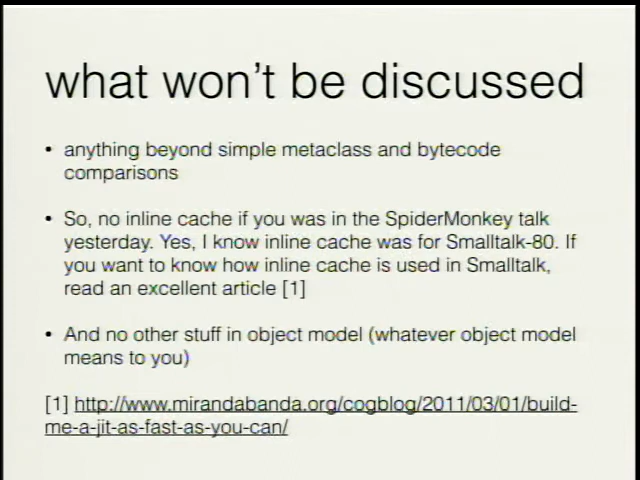 what won't be discussed
• anything beyond simple metaclass and bytecode
comparisons
• So, no inline cache if you was in the SpiderMonkey talk
yesterday. Yes, I know inline cache was for Smalltalk-80. If
you want to know how inline cache is used in Smalltalk,
read an excellent article [1]
• And no other stuff in object model (whatever object model
means to you)
[1] http://www.mirandabanda.org/cogblog/2011/03/01/build-
me-a-jit-as-fast-as-you-can/